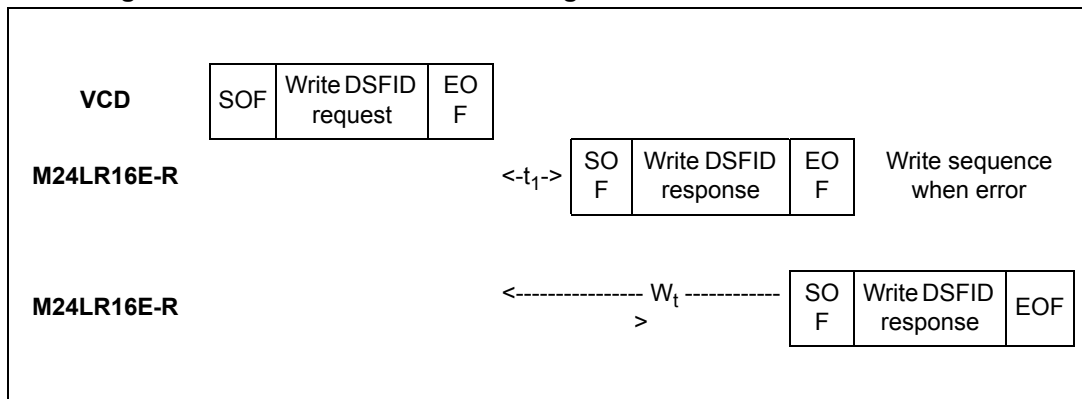 VCD
SOF
Write DSFID
request
EO
F
M24LR16E-R
<-t1->
SO
F
Write DSFID
response
EO
F
Write sequence
when error
M24LR16E-R
<---------------- Wt ------------
>
SO
F
Write DSFID
response
EOF